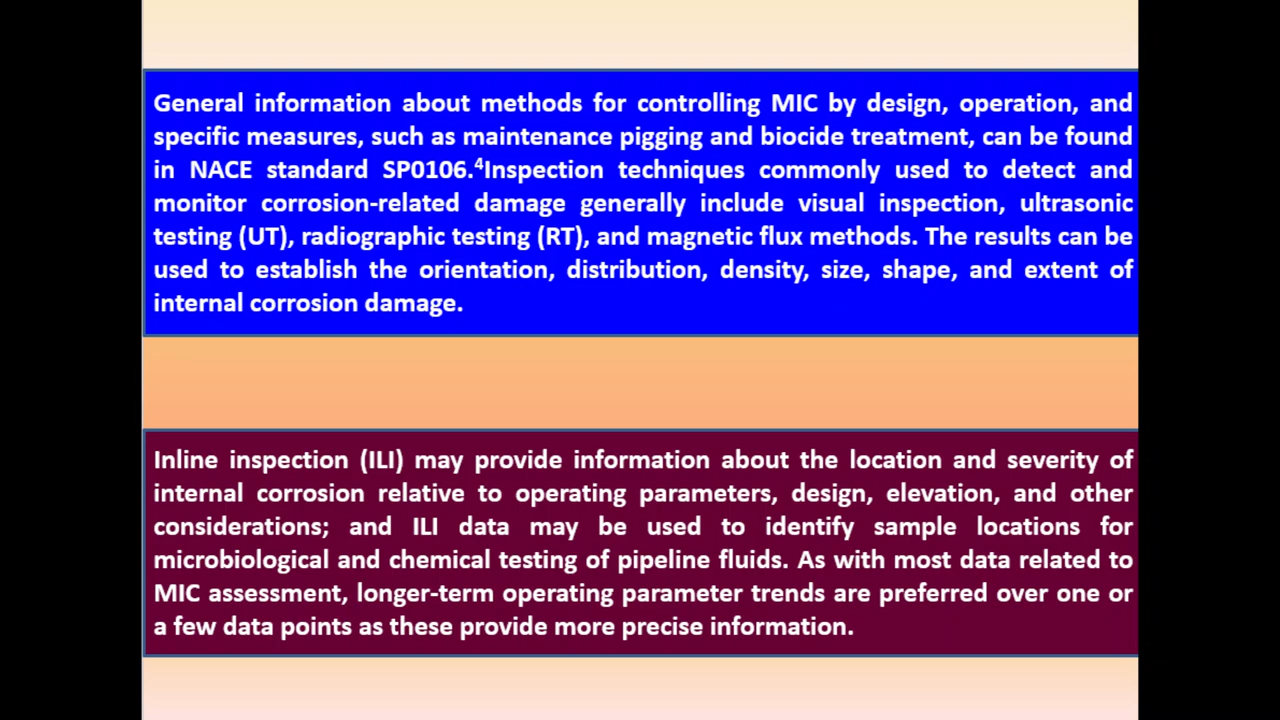 General information about methods for controlling MIC by design, operation, and
specific measures, such as maintenance pigging and biocide treatment, can be found
in NACE standard SP0106.⁴Inspection techniques commonly used to detect and
monitor corrosion-related damage generally include visual inspection, ultrasonic
testing (UT), radiographic testing (RT), and magnetic flux methods. The results can be
used to establish the orientation, distribution, density, size, shape, and extent of
internal corrosion damage.
Inline inspection (ILI) may provide information about the location and severity of
internal corrosion relative to operating parameters, design, elevation, and other
considerations; and ILI data may be used to identify sample locations for
microbiological and chemical testing of pipeline fluids. As with most data related to
MIC assessment, longer-term operating parameter trends are preferred over one or
a few data points as these provide more precise information.